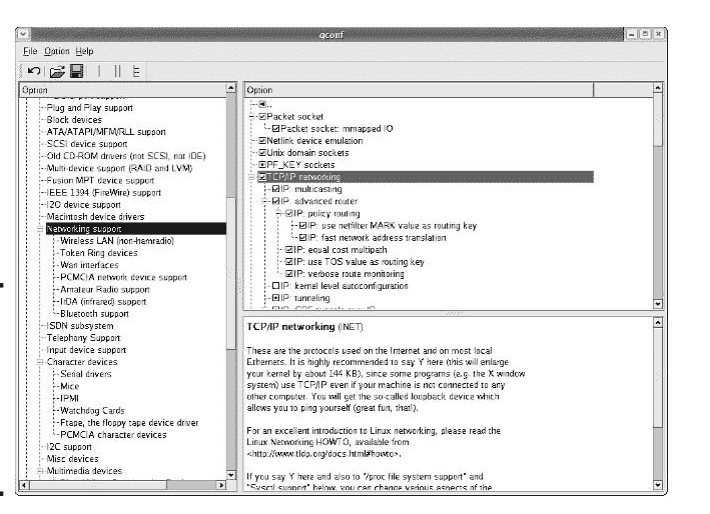 qconf
File Option Help
Option
Plug and Play support
Block devices
ATA/ATAPI/MFM/RLL support
SCSI device support
Old CD-ROM drivers (not SCSI, not IDE)
Multi-device support (RAID and LVM)
Fusion MPT device support
IEEE 1394 (FireWire) support
I2O device support
Macintosh device drivers
Networking support
Wireless LAN (non-hamradio)
Token Ring devices
Wan interfaces
PCMCIA network device support
Amateur Radio support
IrDA (infrared) support
Bluetooth support
ISDN subsystem
Telephony Support
Input device support
Character devices
Serial drivers
Mice
IPMI
Watchdog Cards
Ftape, the floppy tape device driver
PCMCIA character devices
I2C support
Misc devices
Multimedia devices
Option
..
Packet socket
Packet socket: mmapped IO
Netlink device emulation
Unix domain sockets
PF_KEY sockets
TCP/IP networking
IP: multicasting
IP: advanced router
IP: policy routing
IP: use netfilter MARK value as routing key
IP: fast network address translation
IP: equal cost multipath
IP: use TOS value as routing key
IP: verbose route monitoring
IP: kernel level autoconfiguration
IP: tunneling
TCP/IP networking (INET)
These are the protocols used on the Internet and on most local
Ethernets. It is highly recommended to say Y here (this will enlarge
your kernel by about 144 KB), since some programs (e.g. the X window
system) use TCP/IP even if your machine is not connected to any
other computer. You will get the so-called loopback device which
allows you to ping yourself (great fun, that!).
For an excellent introduction to Linux networking, please read the
Linux Networking HOWTO, available from
<http://www.tldp.org/docs.html#howto>.
If you say Y here and also to "/proc file system support" and
"Sysctl support" below, you can change various aspects of the